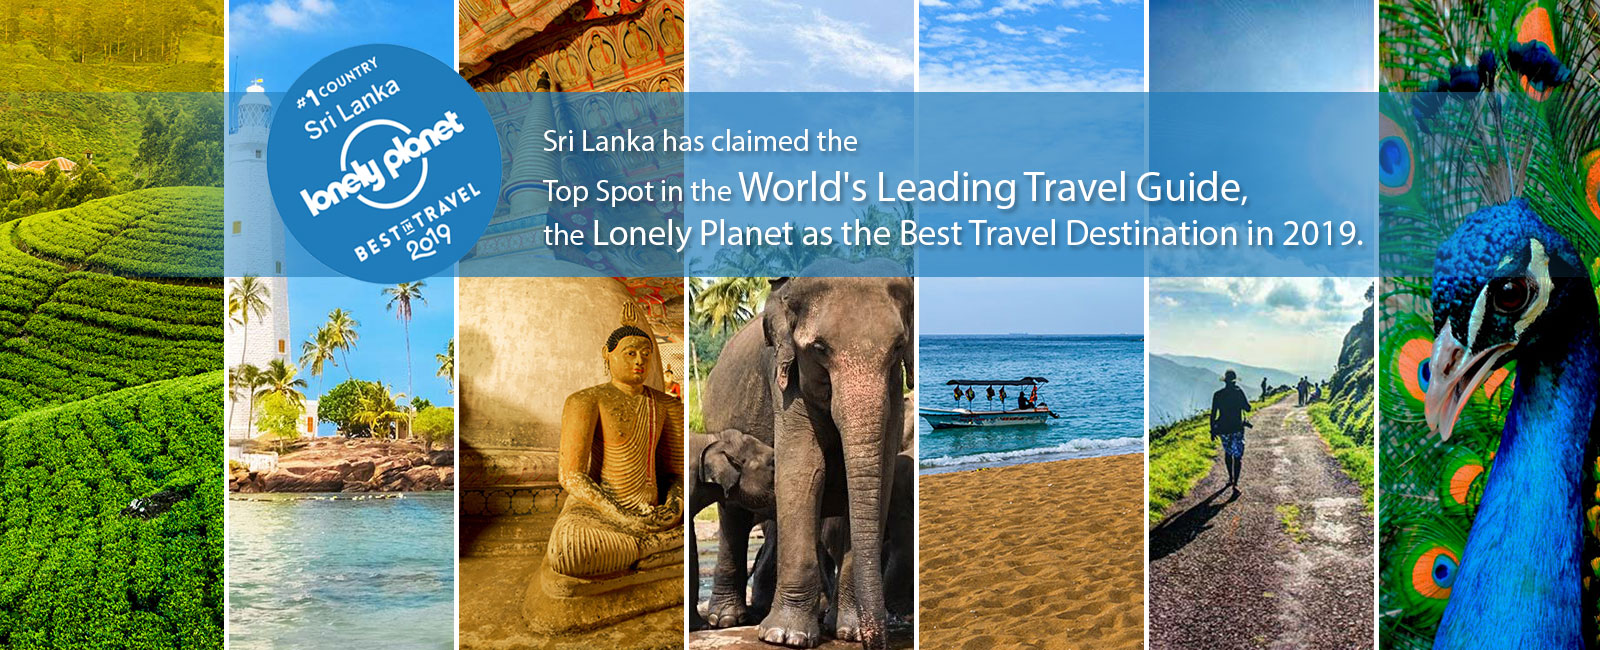 #1 COUNTRY
Sri Lanka
lonely planet
BEST IN TRAVEL
2019
Sri Lanka has claimed the
Top Spot in the World's Leading Travel Guide,
the Lonely Planet as the Best Travel Destination in 2019.